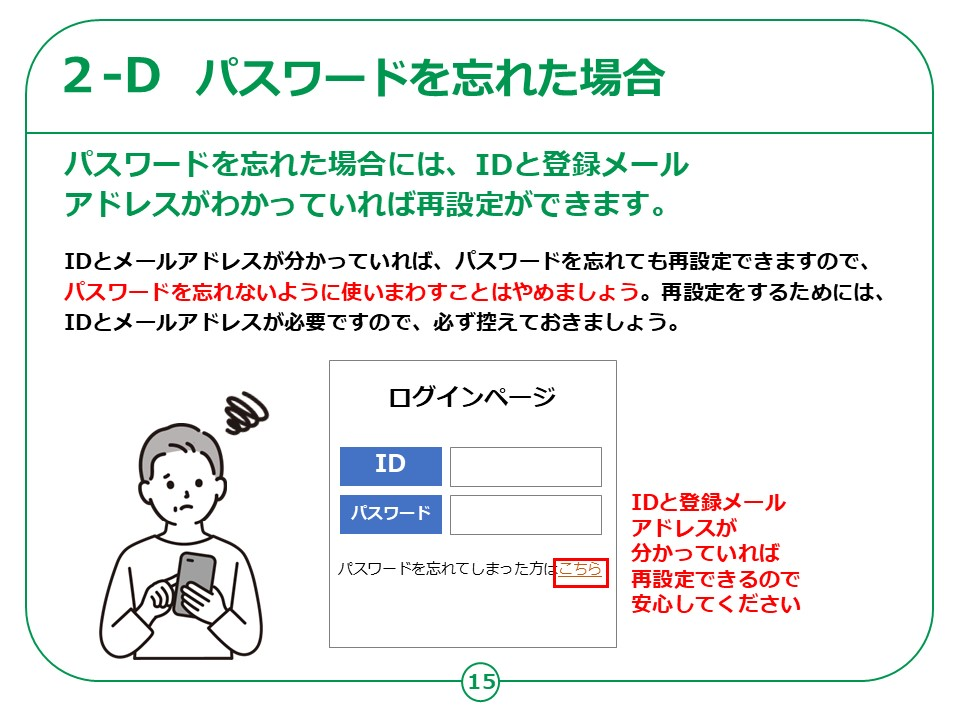 ２-D パスワードを忘れた場合
パスワードを忘れた場合には、IDと登録メール
アドレスがわかっていれば再設定ができます。
IDとメールアドレスが分かっていれば、パスワードを忘れても再設定できますので、
パスワードを忘れないように使いまわすことはやめましょう。再設定をするためには、
IDとメールアドレスが必要ですので、必ず控えておきましょう。
ログインページ
ID
パスワード
パスワードを忘れてしまった方はこちら
IDと登録メール
アドレスが
分かっていれば
再設定できるので
安心してください
15